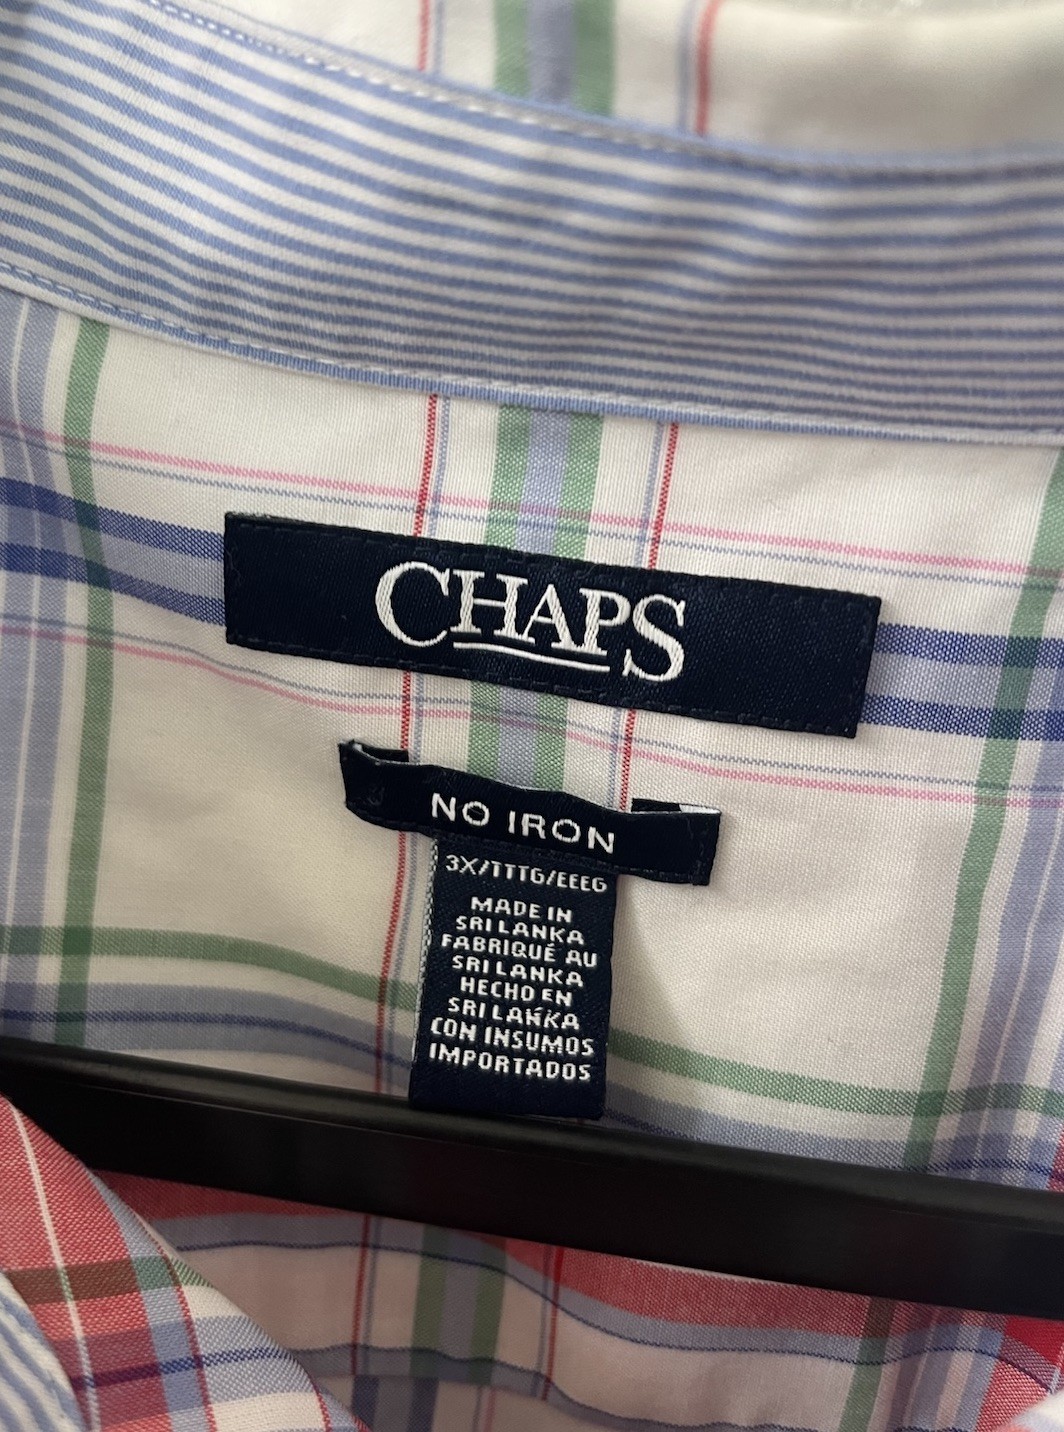 CHAPS
NO IRON
3X/TTTG/EEEG
MADE IN
SRI LANKA
FABRIQUÉ AU
SRI LANKA
HECHO EN
SRI LANKA
CON INSUMOS
IMPORTADOS